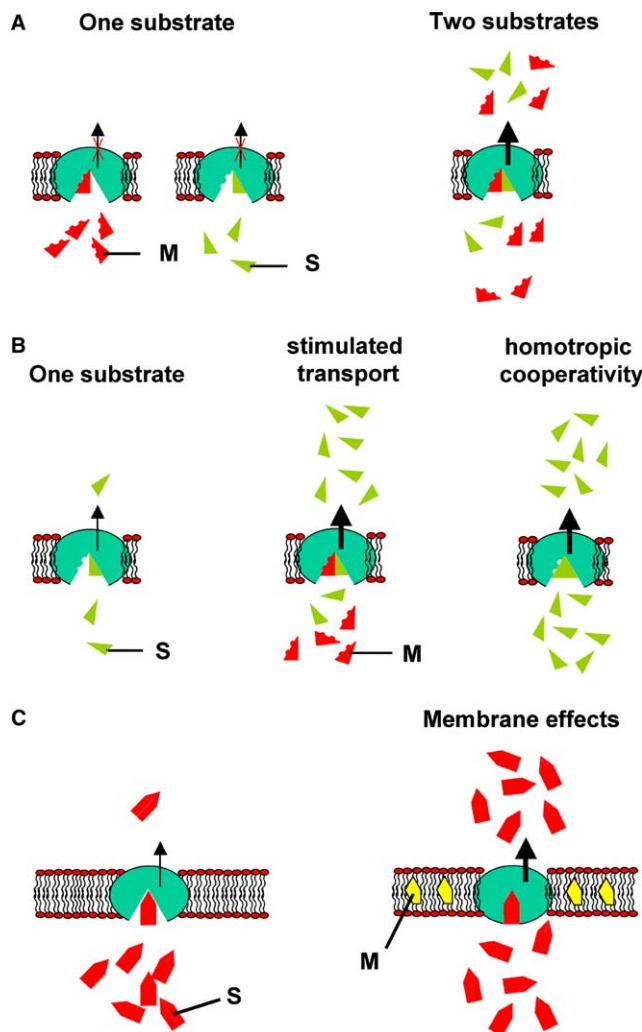 A
One substrate
Two substrates
M
S
B
One substrate
stimulated
transport
homotropic
cooperativity
S
M
C
Membrane effects
S
M